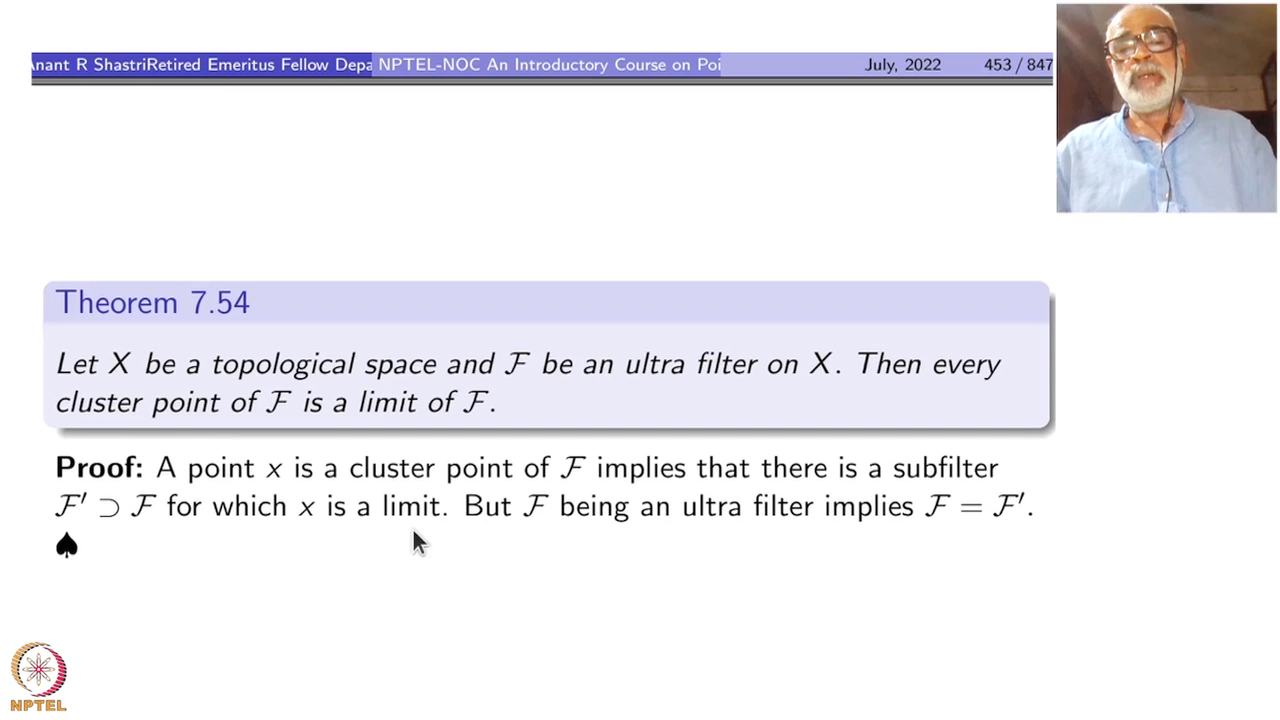 Anant R ShastriRetired Emeritus Fellow Depa NPTEL-NOC An Introductory Course on Poi July, 2022 453 / 847
Theorem 7.54
Let X be a topological space and ℱ be an ultra filter on X. Then every
cluster point of ℱ is a limit of ℱ.
Proof: A point x is a cluster point of ℱ implies that there is a subfilter
ℱ′ ⊃ ℱ for which x is a limit. But ℱ being an ultra filter implies ℱ = ℱ′.
♠
NPTEL